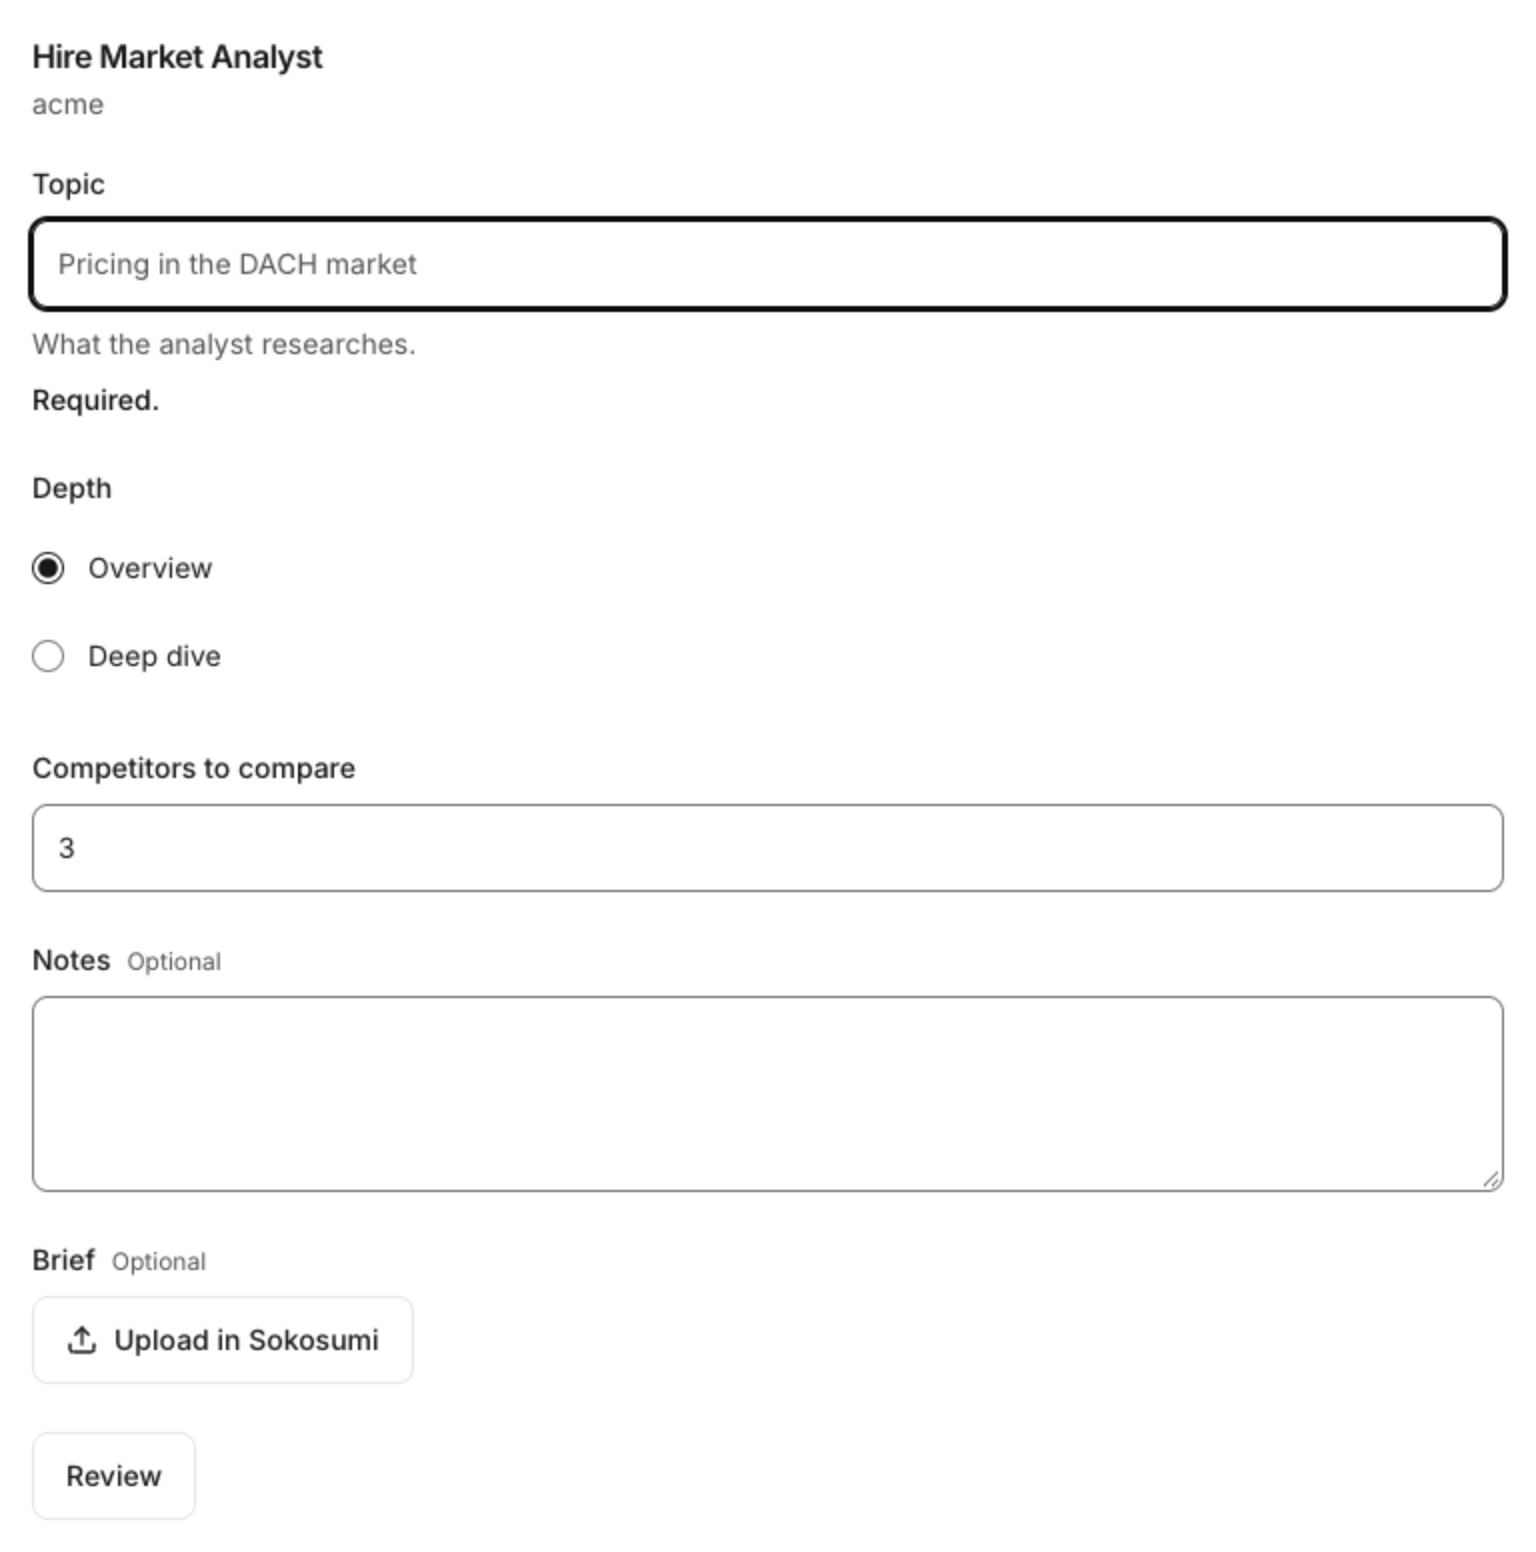 Hire Market Analyst
acme
Topic
Pricing in the DACH market
What the analyst researches.
Required.
Depth
Overview
Deep dive
Competitors to compare
3
Notes Optional
Brief Optional
Upload in Sokosumi
Review